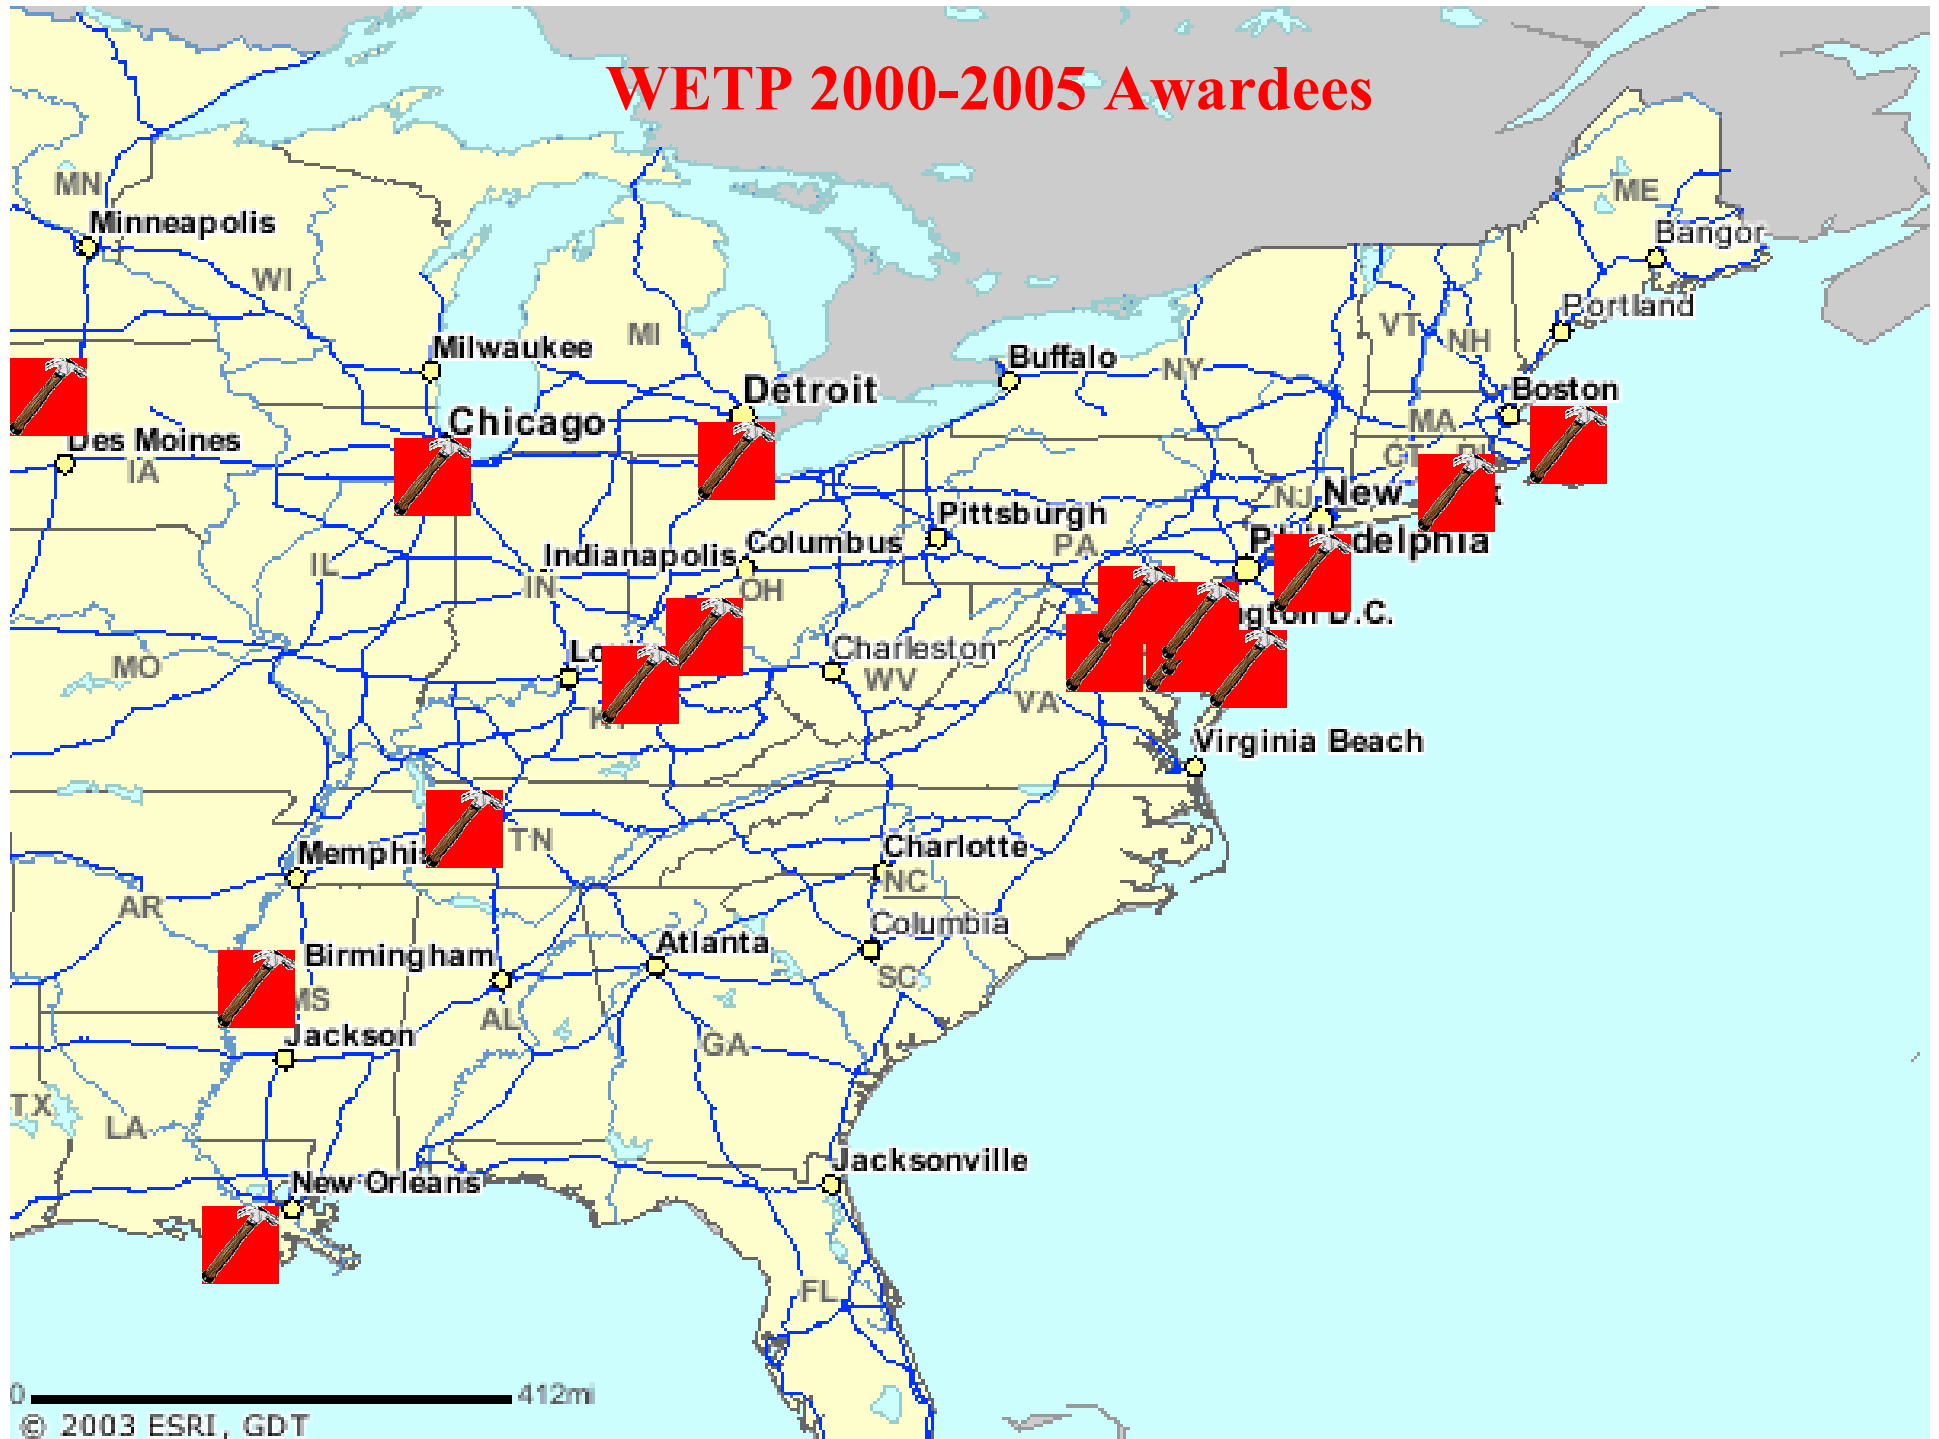 WETP 2000-2005 Awardees
MN
ME
Minneapolis
Bangor
WI
Portland
MI
VT
NH
Milwaukee
Buffalo
NY
Detroit
Boston
Chicago
MA
Des Moines
CT
IA
NJ
New
Pittsburgh
Columbus
PA
Indianapolis
IL
IN
OH
D.C.
Charleston
MO
WV
VA
Virginia Beach
TN
Charlotte
NC
AR
Columbia
Birmingham
Atlanta
SC
MS
AL
Jackson
GA
TX
LA
Jacksonville
New Orleans
FL
0 412mi
© 2003 ESRI, GDT